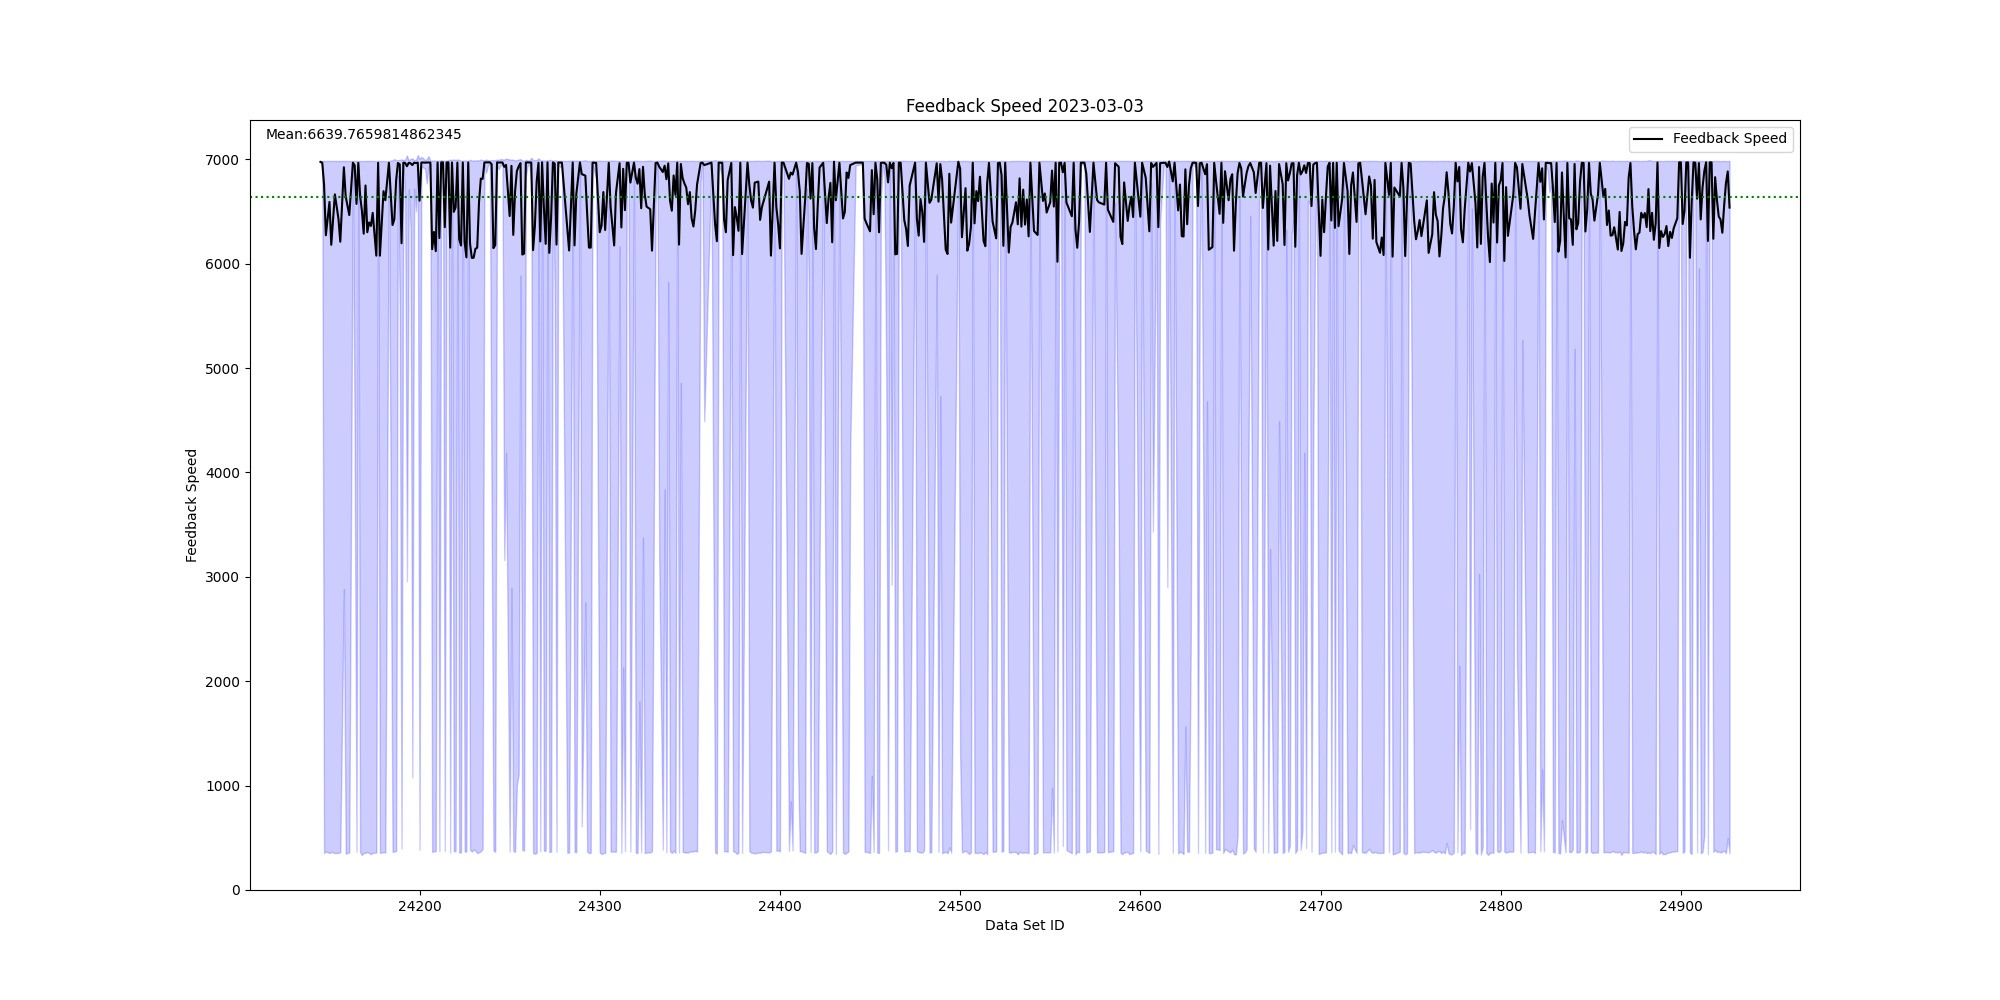 Feedback Speed 2023-03-03
Mean:6639.7659814862345
Feedback Speed
7000
6000
5000
4000
3000
2000
1000
0
Feedback Speed
24200 24300 24400 24500 24600 24700 24800 24900
Data Set ID